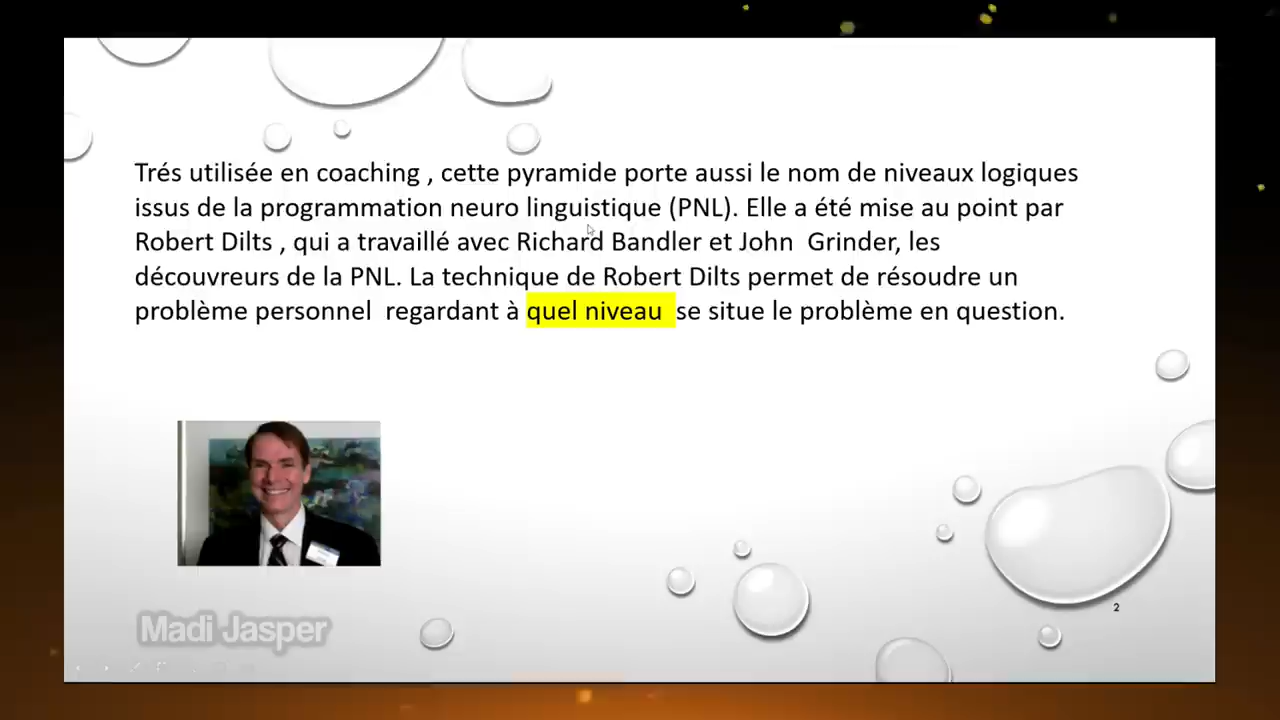 Trés utilisée en coaching , cette pyramide porte aussi le nom de niveaux logiques
issus de la programmation neuro linguistique (PNL). Elle a été mise au point par
Robert Dilts , qui a travaillé avec Richard Bandler et John  Grinder, les
découvreurs de la PNL. La technique de Robert Dilts permet de résoudre un
problème personnel  regardant à quel niveau  se situe le problème en question.
2
Madi Jasper